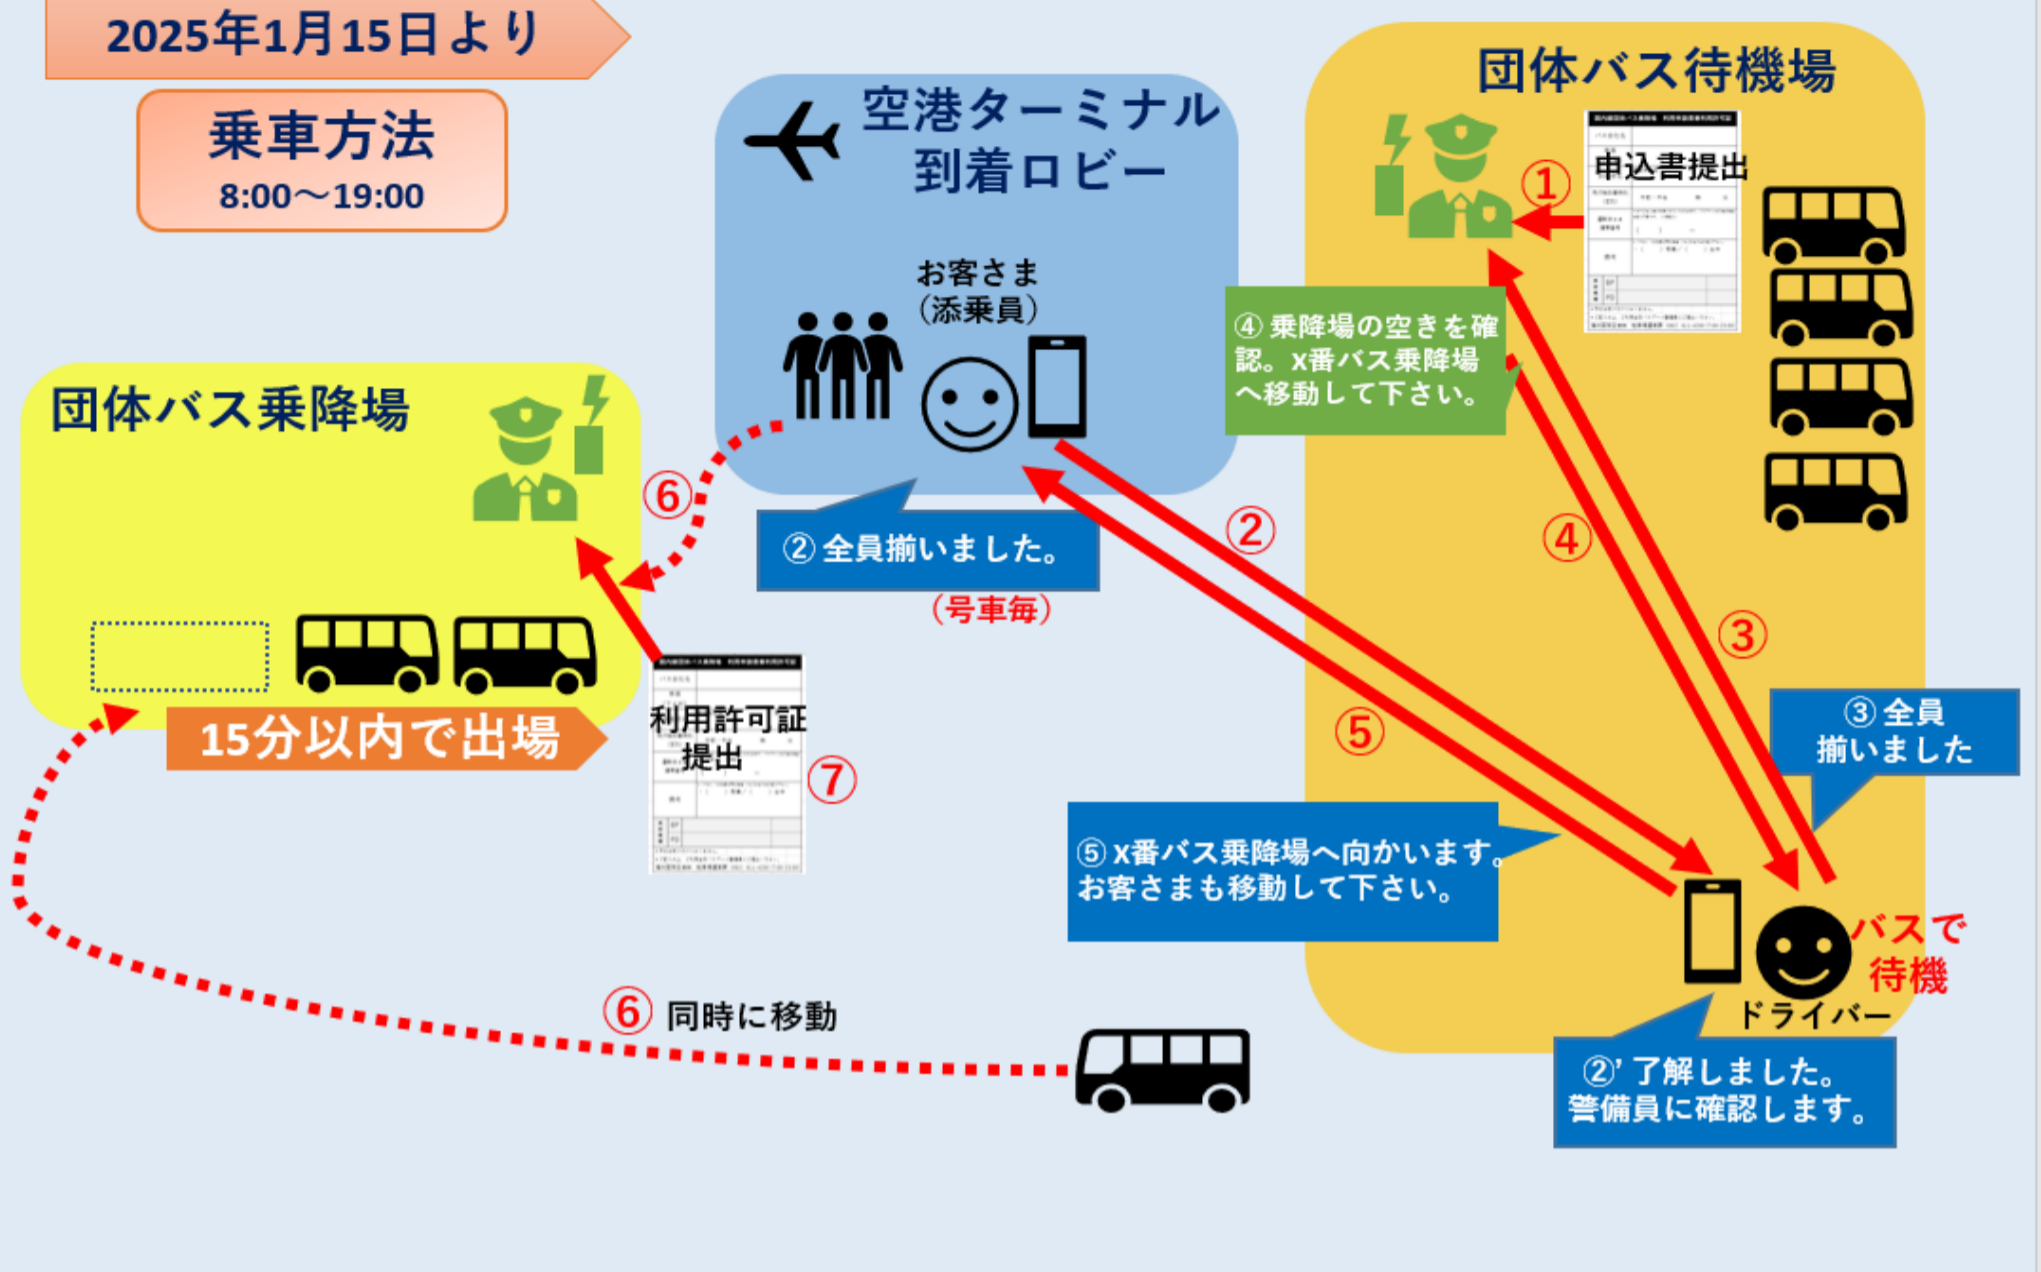 2025年1月15日より
乗車方法
8:00～19:00
空港ターミナル
到着ロビー
お客さま
（添乗員）
② 全員揃いました。
（号車毎）
団体バス待機場
①
申込書提出
④ 乗降場の空きを確
認。x番バス乗降場
へ移動して下さい。
団体バス乗降場
⑥
②
④
③
⑤
15分以内で出場
利用許可証
提出
⑦
③ 全員
揃いました
⑤ x番バス乗降場へ向かいます。
お客さまも移動して下さい。
バスで
待機
ドライバー
⑥ 同時に移動
②’ 了解しました。
警備員に確認します。